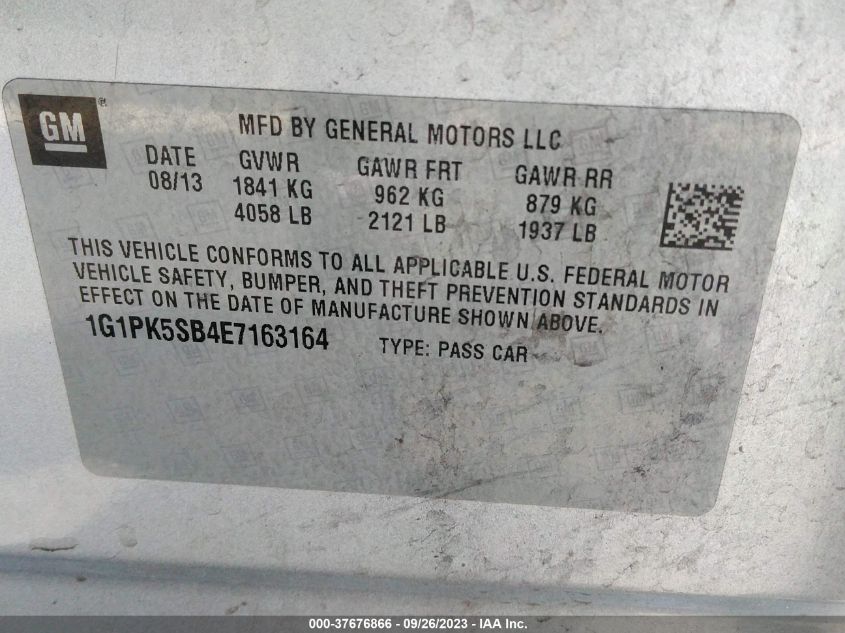 GM ®
MFD BY GENERAL MOTORS LLC
DATE GVWR GAWR FRT GAWR RR
08/13 1841 KG 962 KG 879 KG
4058 LB 2121 LB 1937 LB
THIS VEHICLE CONFORMS TO ALL APPLICABLE U.S. FEDERAL MOTOR
VEHICLE SAFETY, BUMPER, AND THEFT PREVENTION STANDARDS IN
EFFECT ON THE DATE OF MANUFACTURE SHOWN ABOVE.
1G1PK5SB4E7163164 TYPE: PASS CAR
000-37676866 - 09/26/2023 - IAA Inc.